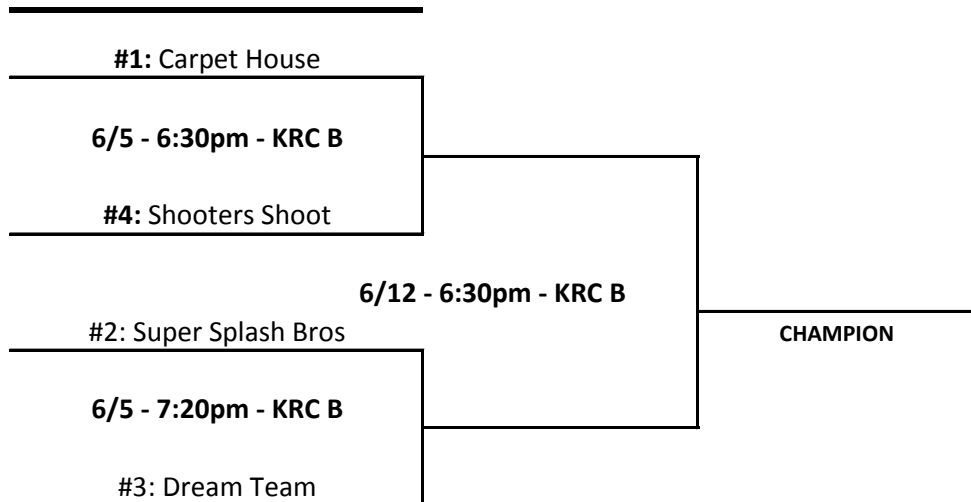 #1: Carpet House
6/5 - 6:30pm - KRC B
#4: Shooters Shoot
6/12 - 6:30pm - KRC B
#2: Super Splash Bros
CHAMPION
6/5 - 7:20pm - KRC B
#3: Dream Team